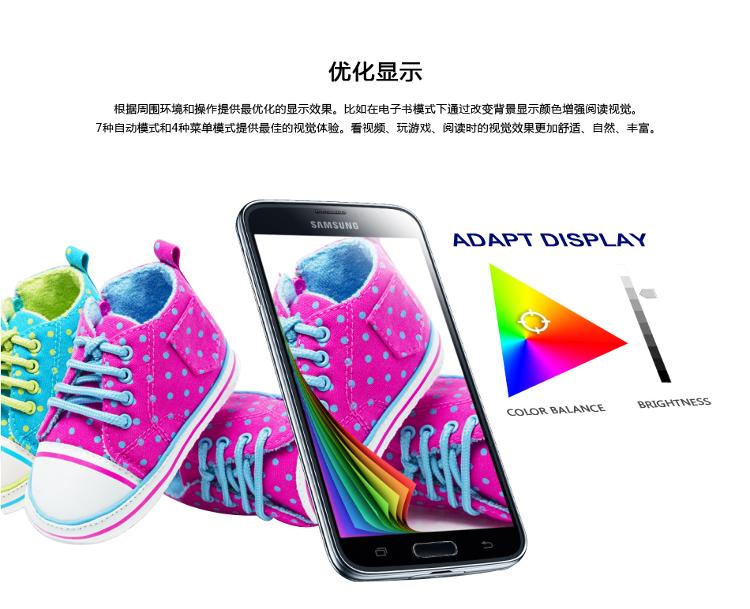 优化显示
根据周围环境和操作提供最优化的显示效果。比如在电子书模式下通过改变背景显示颜色增强阅读视觉。
7种自动模式和4种菜单模式提供最佳的视觉体验。看视频、玩游戏、阅读时的视觉效果更加舒适、自然、丰富。
SAMSUNG
ADAPT DISPLAY
COLOR BALANCE
BRIGHTNESS